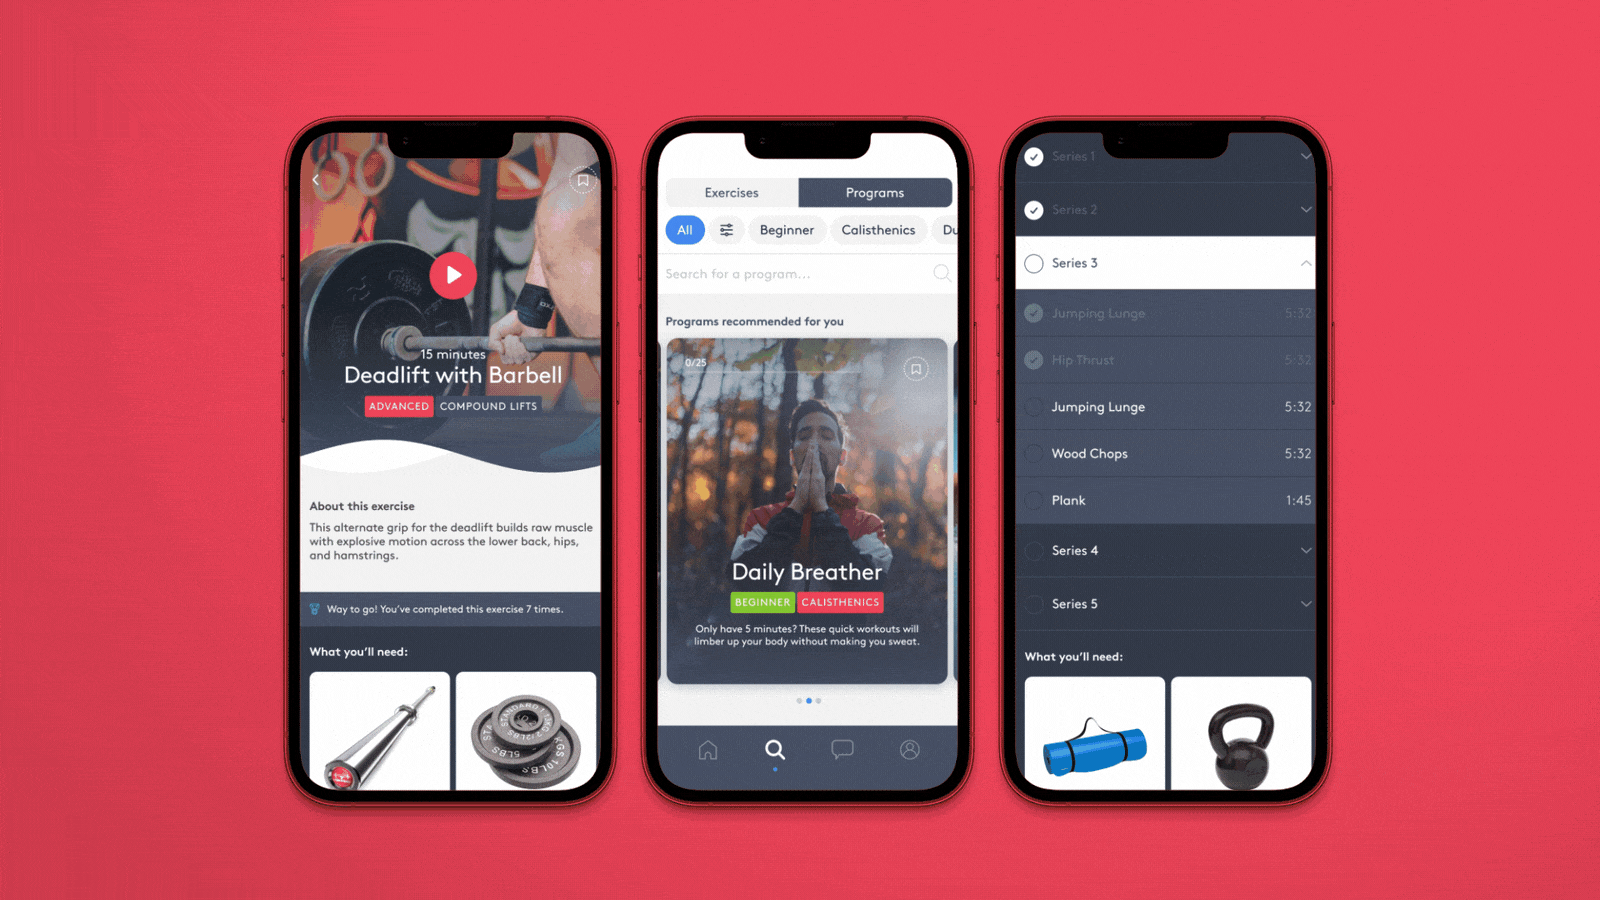 15 minutes
Deadlift with Barbell
ADVANCED COMPOUND LIFTS
About this exercise
This alternate grip for the deadlift builds raw muscle
with explosive motion across the lower back, hips,
and hamstrings.
Way to go! You've completed this exercise 7 times.
What you'll need:
STANDARD
5LBS
10LBS
Exercises Programs
All Beginner Calisthenics Du
Search for a program...
Programs recommended for you
0/25
Daily Breather
BEGINNER CALISTHENICS
Only have 5 minutes? These quick workouts will
limber up your body without making you sweat.
Series 1
Series 2
Series 3
Jumping Lunge 5:32
Hip Thrust 5:32
Jumping Lunge 5:32
Wood Chops 5:32
Plank 1:45
Series 4
Series 5
What you'll need: